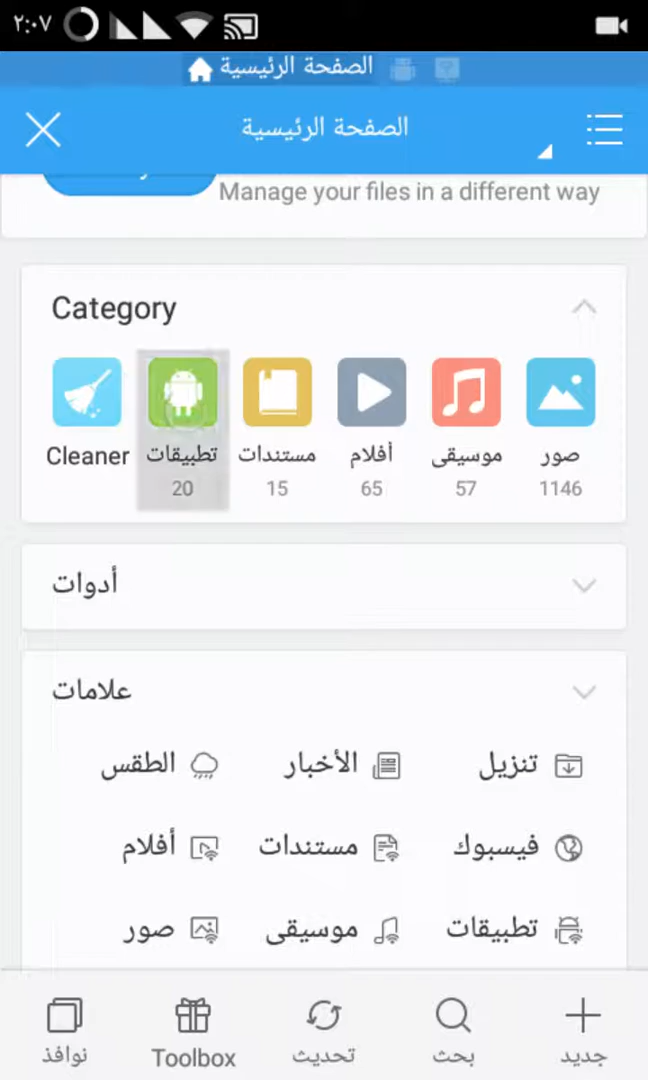 ٢:٠٧
الصفحة الرئيسية
الصفحة الرئيسية
Manage your files in a different way
Category
Cleaner
تطبيقات
مستندات
أفلام
موسيقى
صور
20
15
65
57
1146
أدوات
علامات
تنزيل
الأخبار
الطقس
فيسبوك
مستندات
أفلام
تطبيقات
موسيقى
صور
جديد
بحث
تحديث
Toolbox
نوافذ